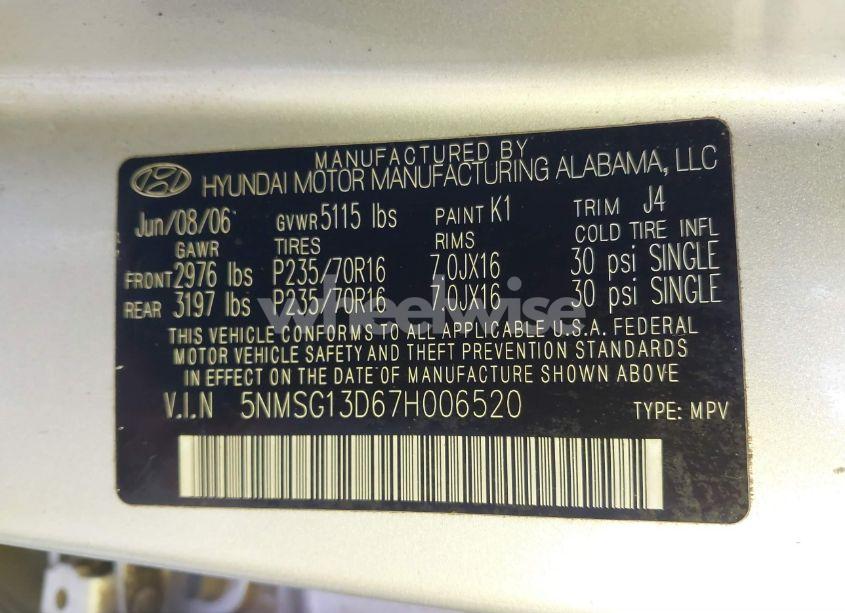 MANUFACTURED BY
HYUNDAI MOTOR MANUFACTURING ALABAMA, LLC
Jun/08/06 GVWR 5115 lbs PAINT K1 TRIM J4
GAWR TIRES RIMS COLD TIRE INFL
FRONT 2976 lbs P235/70R16 7.0JX16 30 psi SINGLE
REAR 3197 lbs P235/70R16 7.0JX16 30 psi SINGLE
wheelwise
THIS VEHICLE CONFORMS TO ALL APPLICABLE U.S.A. FEDERAL
MOTOR VEHICLE SAFETY AND THEFT PREVENTION STANDARDS
IN EFFECT ON THE DATE OF MANUFACTURE SHOWN ABOVE
V.I.N 5NMSG13D67H006520 TYPE: MPV